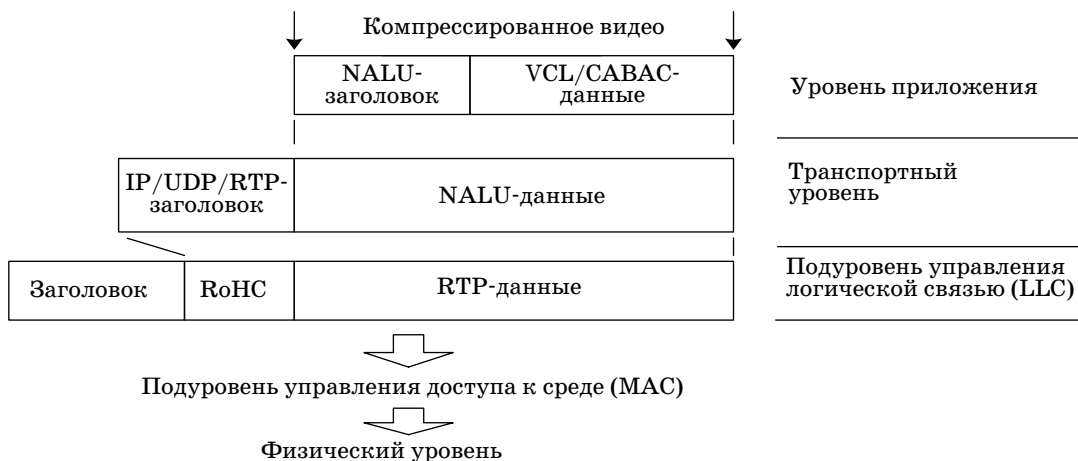 Компрессированное видео
NALU-
заголовок
VCL/CABAC-
данные
Уровень приложения
IP/UDP/RTP-
заголовок
NALU-данные
Транспортный
уровень
Заголовок
RoHC
RTP-данные
Подуровень управления
логической связью (LLC)
Подуровень управления доступа к среде (MAC)
Физический уровень